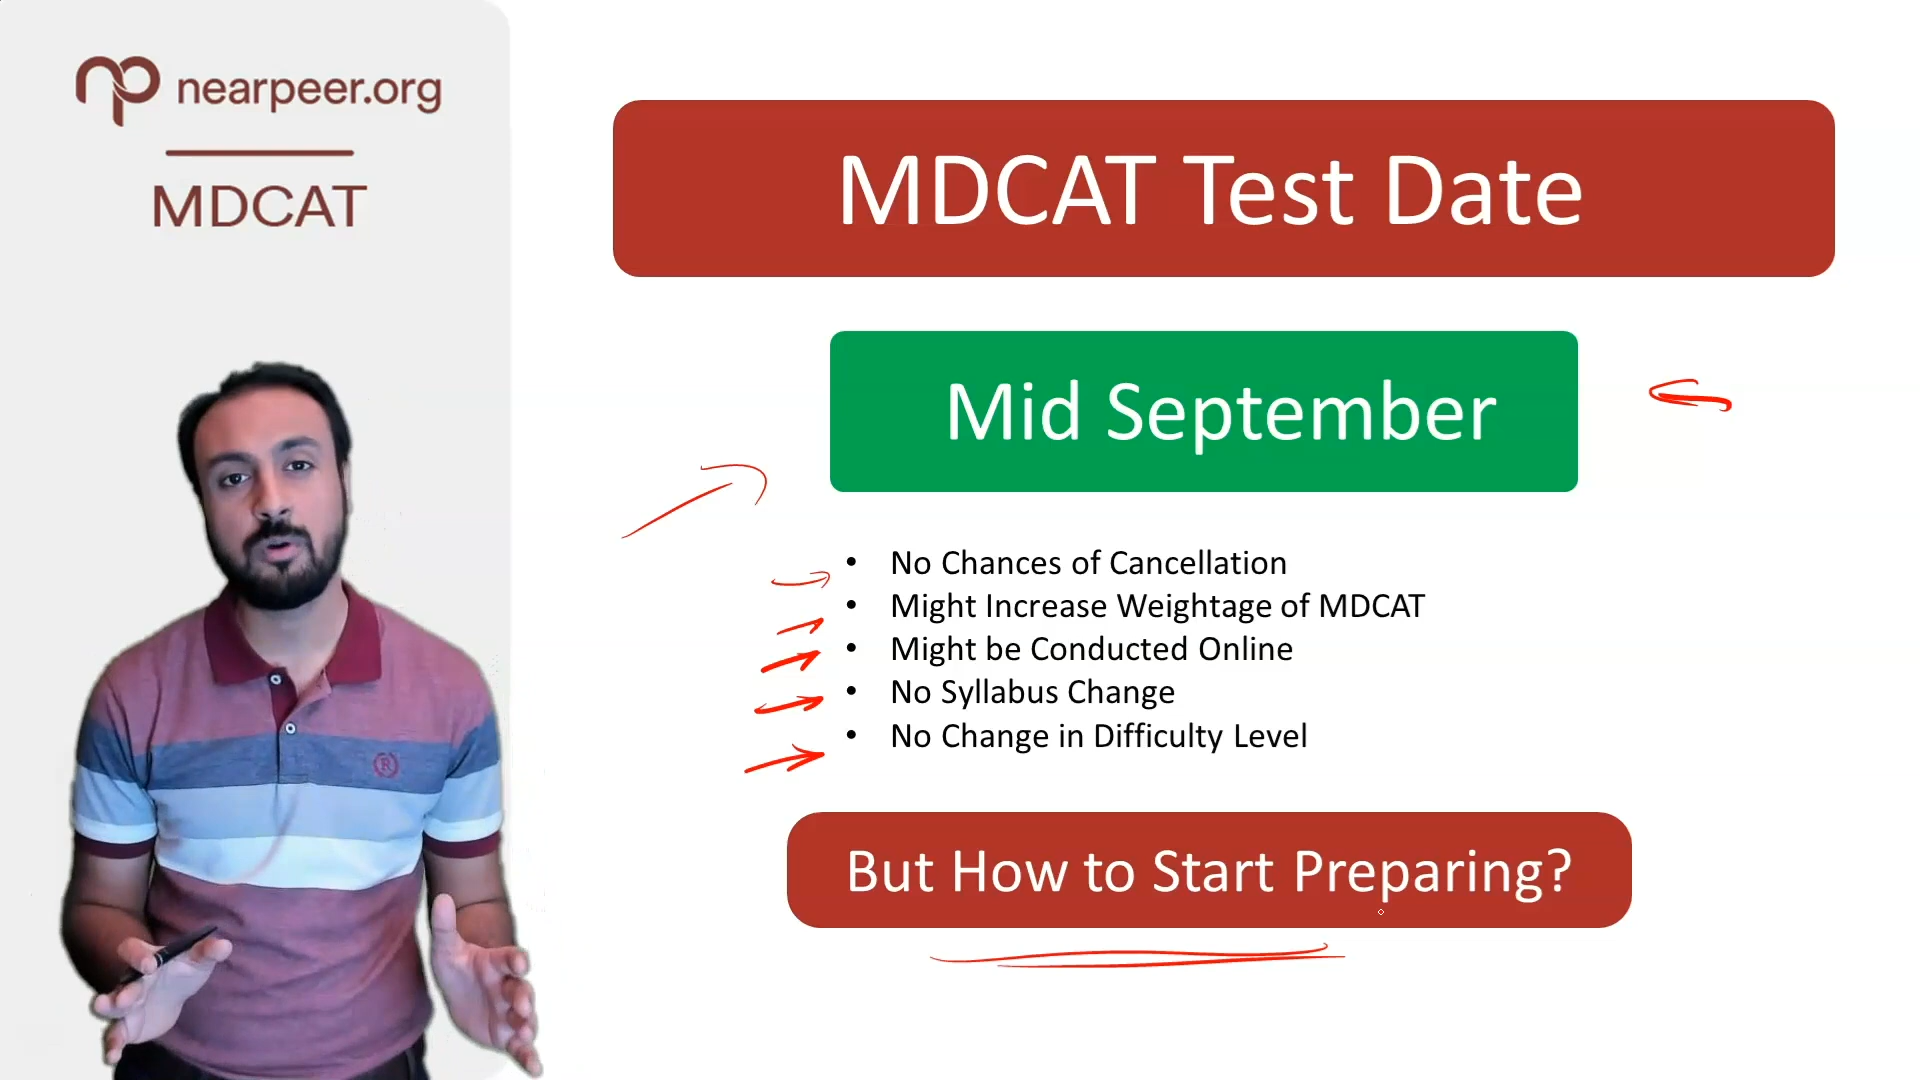 nearpeer.org
MDCAT
MDCAT Test Date
Mid September
• No Chances of Cancellation
• Might Increase Weightage of MDCAT
• Might be Conducted Online
• No Syllabus Change
• No Change in Difficulty Level
But How to Start Preparing?
R